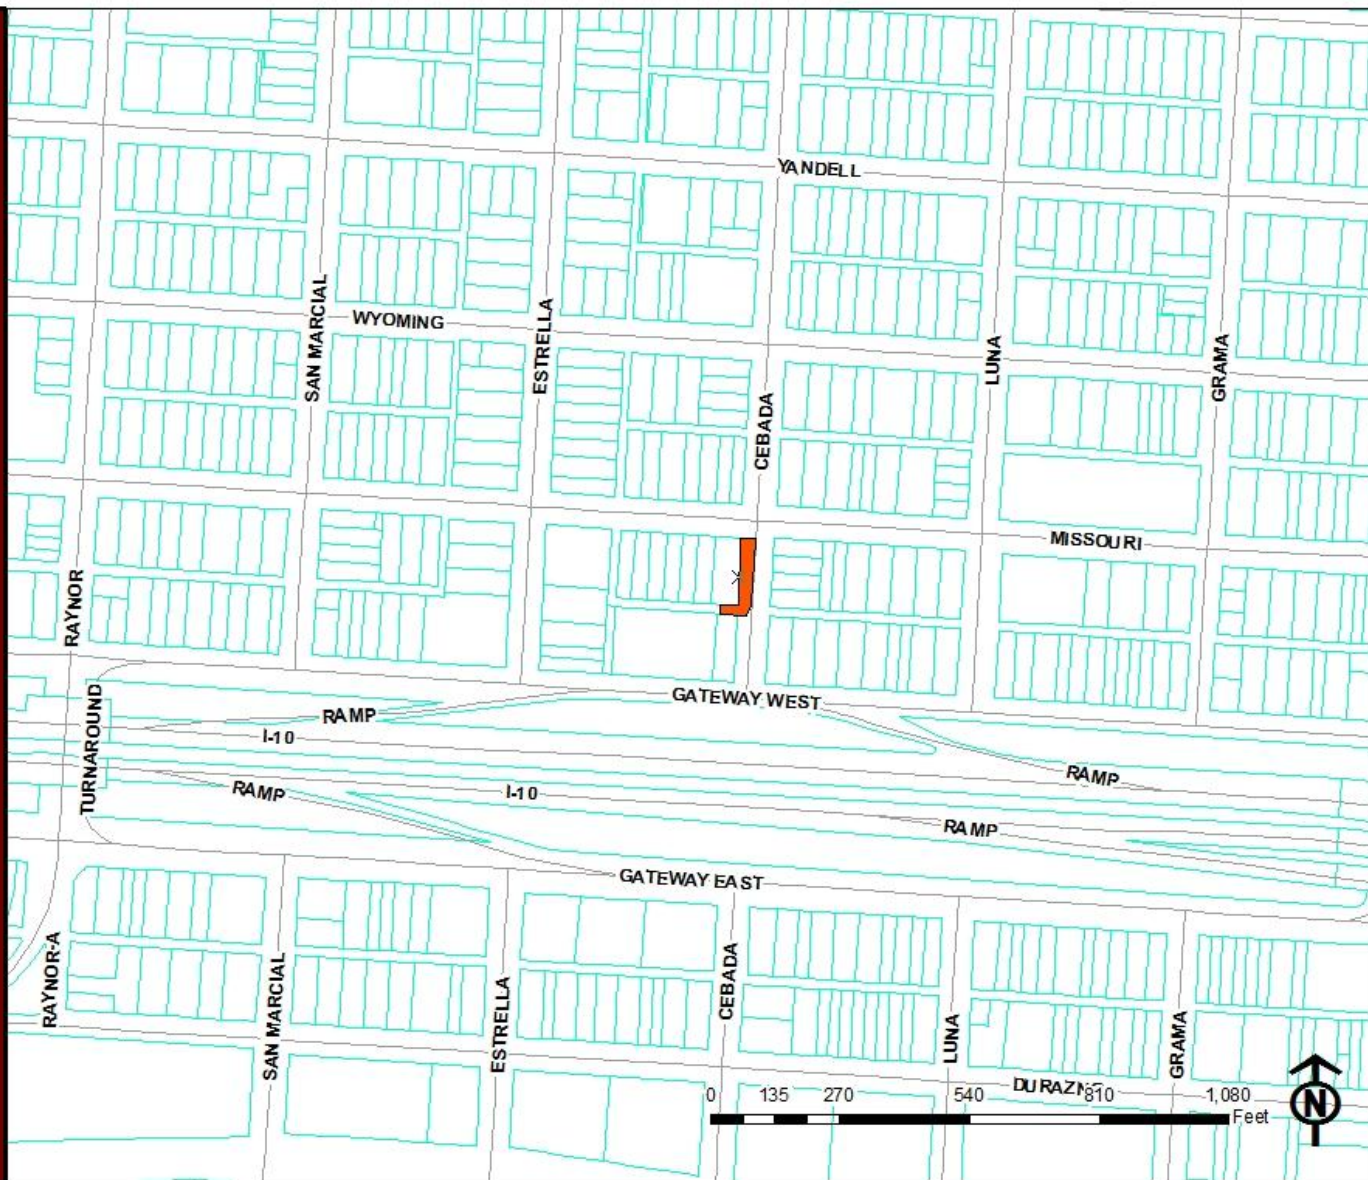 YANDELL
SAN MARCIAL
WYOMING
ESTRELLA
LUNA
GRAMA
CEBADA
MISSOURI
RAYNOR
GATEWAY WEST
TURNAROUND
RAMP
I-10
RAMP
I-10
RAMP
RAMP
GATEWAY EAST
RAYNOR-A
SAN MARCIAL
ESTRELLA
CEBADA
LUNA
GRAMA
0 135 270 540 810 1,080
Feet
N